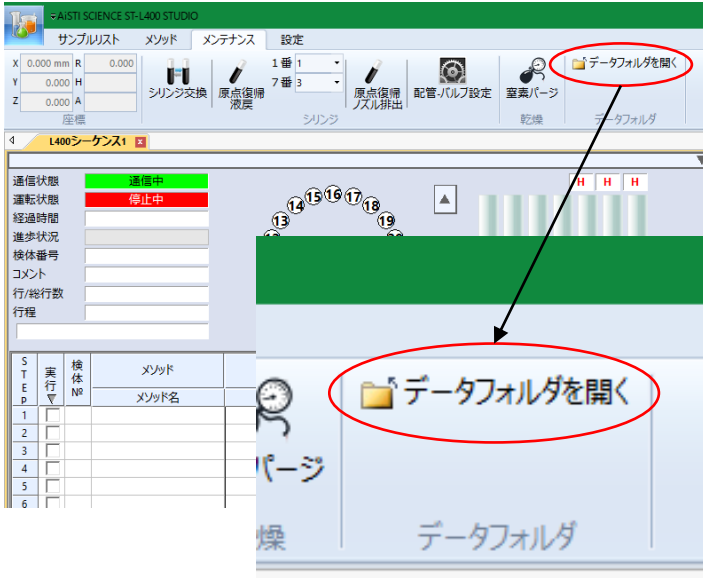 AiSTI SCIENCE ST-L400 STUDIO
サンプルリスト メソッド メンテナンス 設定
X 0.000 mm R 0.000
Y 0.000 H
Z 0.000 A
座標
シリンジ交換
原点復帰
液戻
1番 1
7番 3
原点復帰
ノズル排出
シリンジ
配管-バルブ設定
窒素パージ
乾燥
データフォルダを開く
データフォルダ
L400シーケンス1
通信状態 通信中
運転状態 停止中
経過時間
進歩状況
検体番号
コメント
行/総行数
行程
13 14 15 16 17 18 19
H H H
STEP 実行 検体№ メソッド
メソッド名
1
2
3
4
5
6
データフォルダを開く
パージ
燥 データフォルダ